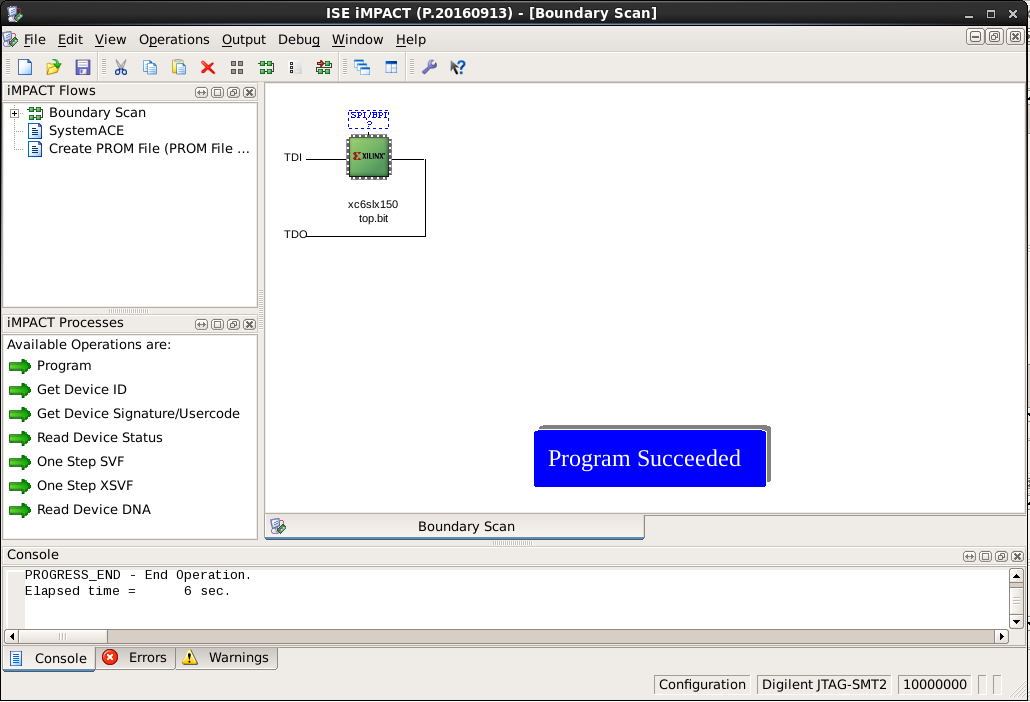 ISE iMPACT (P.20160913) - [Boundary Scan]
File Edit View Operations Output Debug Window Help
iMPACT Flows
Boundary Scan
SystemACE
Create PROM File (PROM File ...
SPI/BPI
?
TDI
XILINX
xc6slx150
top.bit
TDO
iMPACT Processes
Available Operations are:
Program
Get Device ID
Get Device Signature/Usercode
Read Device Status
One Step SVF
One Step XSVF
Read Device DNA
Program Succeeded
Boundary Scan
Console
PROGRESS_END - End Operation.
Elapsed time =      6 sec.
Console Errors Warnings
Configuration Digilent JTAG-SMT2 10000000